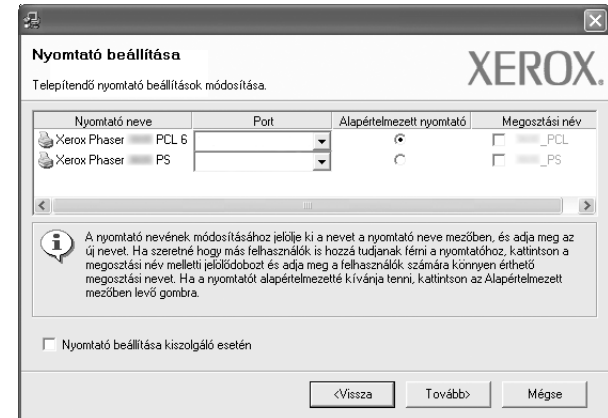 Nyomtató beállítása
Telepítendő nyomtató beállítások módosítása.
XEROX.
Nyomtató neve Port Alapértelmezett nyomtató Megosztási név
Xerox Phaser PCL 6 _PCL
Xerox Phaser PS _PS
A nyomtató nevének módosításához jelölje ki a nevet a nyomtató neve mezőben, és adja meg az
új nevet. Ha szeretné hogy más felhasználók is hozzá tudjanak férni a nyomtatóhoz, kattintson a
megosztási név melletti jelölődobozt és adja meg a felhasználók számára könnyen érthető
megosztási nevet. Ha a nyomtatót alapértelmezetté kívánja tenni, kattintson az Alapértelmezett
mezőben levő gombra.
Nyomtató beállítása kiszolgáló esetén
<Vissza Tovább> Mégse